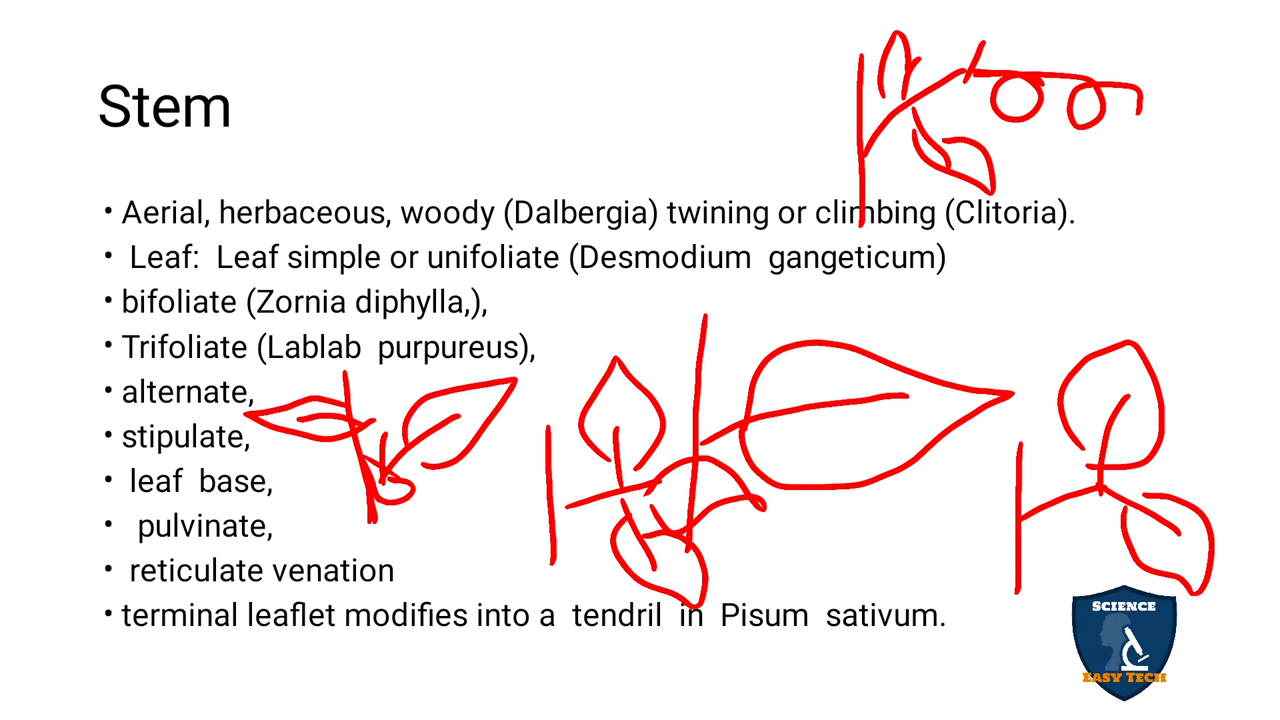 Stem
• Aerial, herbaceous, woody (Dalbergia) twining or climbing (Clitoria).
• Leaf: Leaf simple or unifoliate (Desmodium gangeticum)
• bifoliate (Zornia diphylla,),
• Trifoliate (Lablab purpureus),
• alternate,
• stipulate,
• leaf base,
• pulvinate,
• reticulate venation
• terminal leaflet modifies into a tendril in Pisum sativum.
SCIENCE
EASY TECH